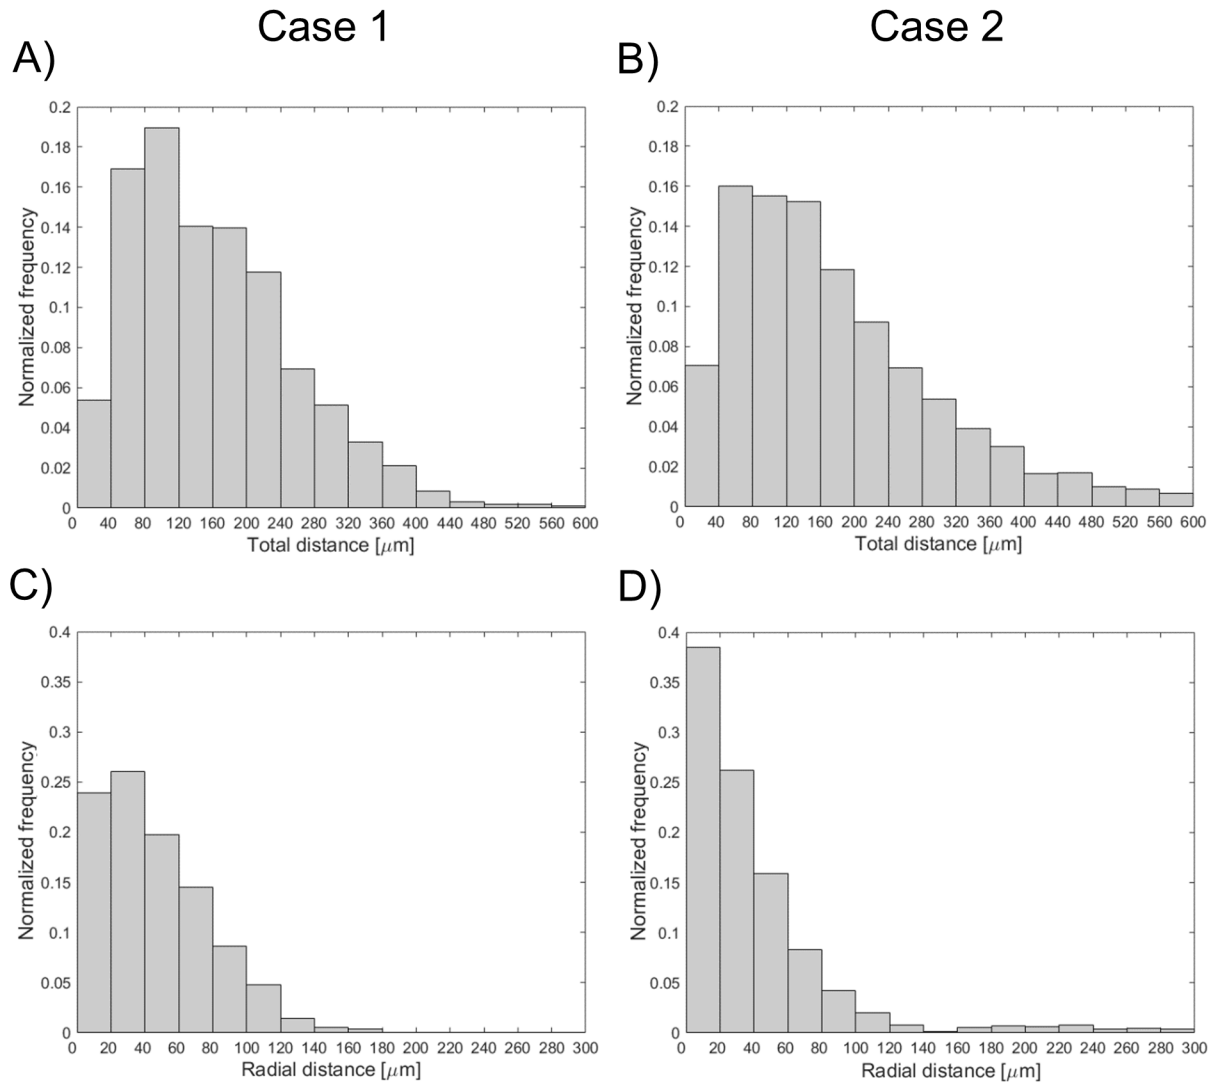 Case 1
Case 2
A)
0.2
0.18
0.16
0.14
0.12
0.1
0.08
0.06
0.04
0.02
0
Normalized frequency
0 40 80 120 160 200 240 280 320 360 400 440 480 520 560 600
Total distance [μm]
B)
0.2
0.18
0.16
0.14
0.12
0.1
0.08
0.06
0.04
0.02
0
Normalized frequency
0 40 80 120 160 200 240 280 320 360 400 440 480 520 560 600
Total distance [μm]
C)
0.4
0.35
0.3
0.25
0.2
0.15
0.1
0.05
0
Normalized frequency
0 20 40 60 80 100 120 140 160 180 200 220 240 260 280 300
Radial distance [μm]
D)
0.4
0.35
0.3
0.25
0.2
0.15
0.1
0.05
0
Normalized frequency
0 20 40 60 80 100 120 140 160 180 200 220 240 260 280 300
Radial distance [μm]